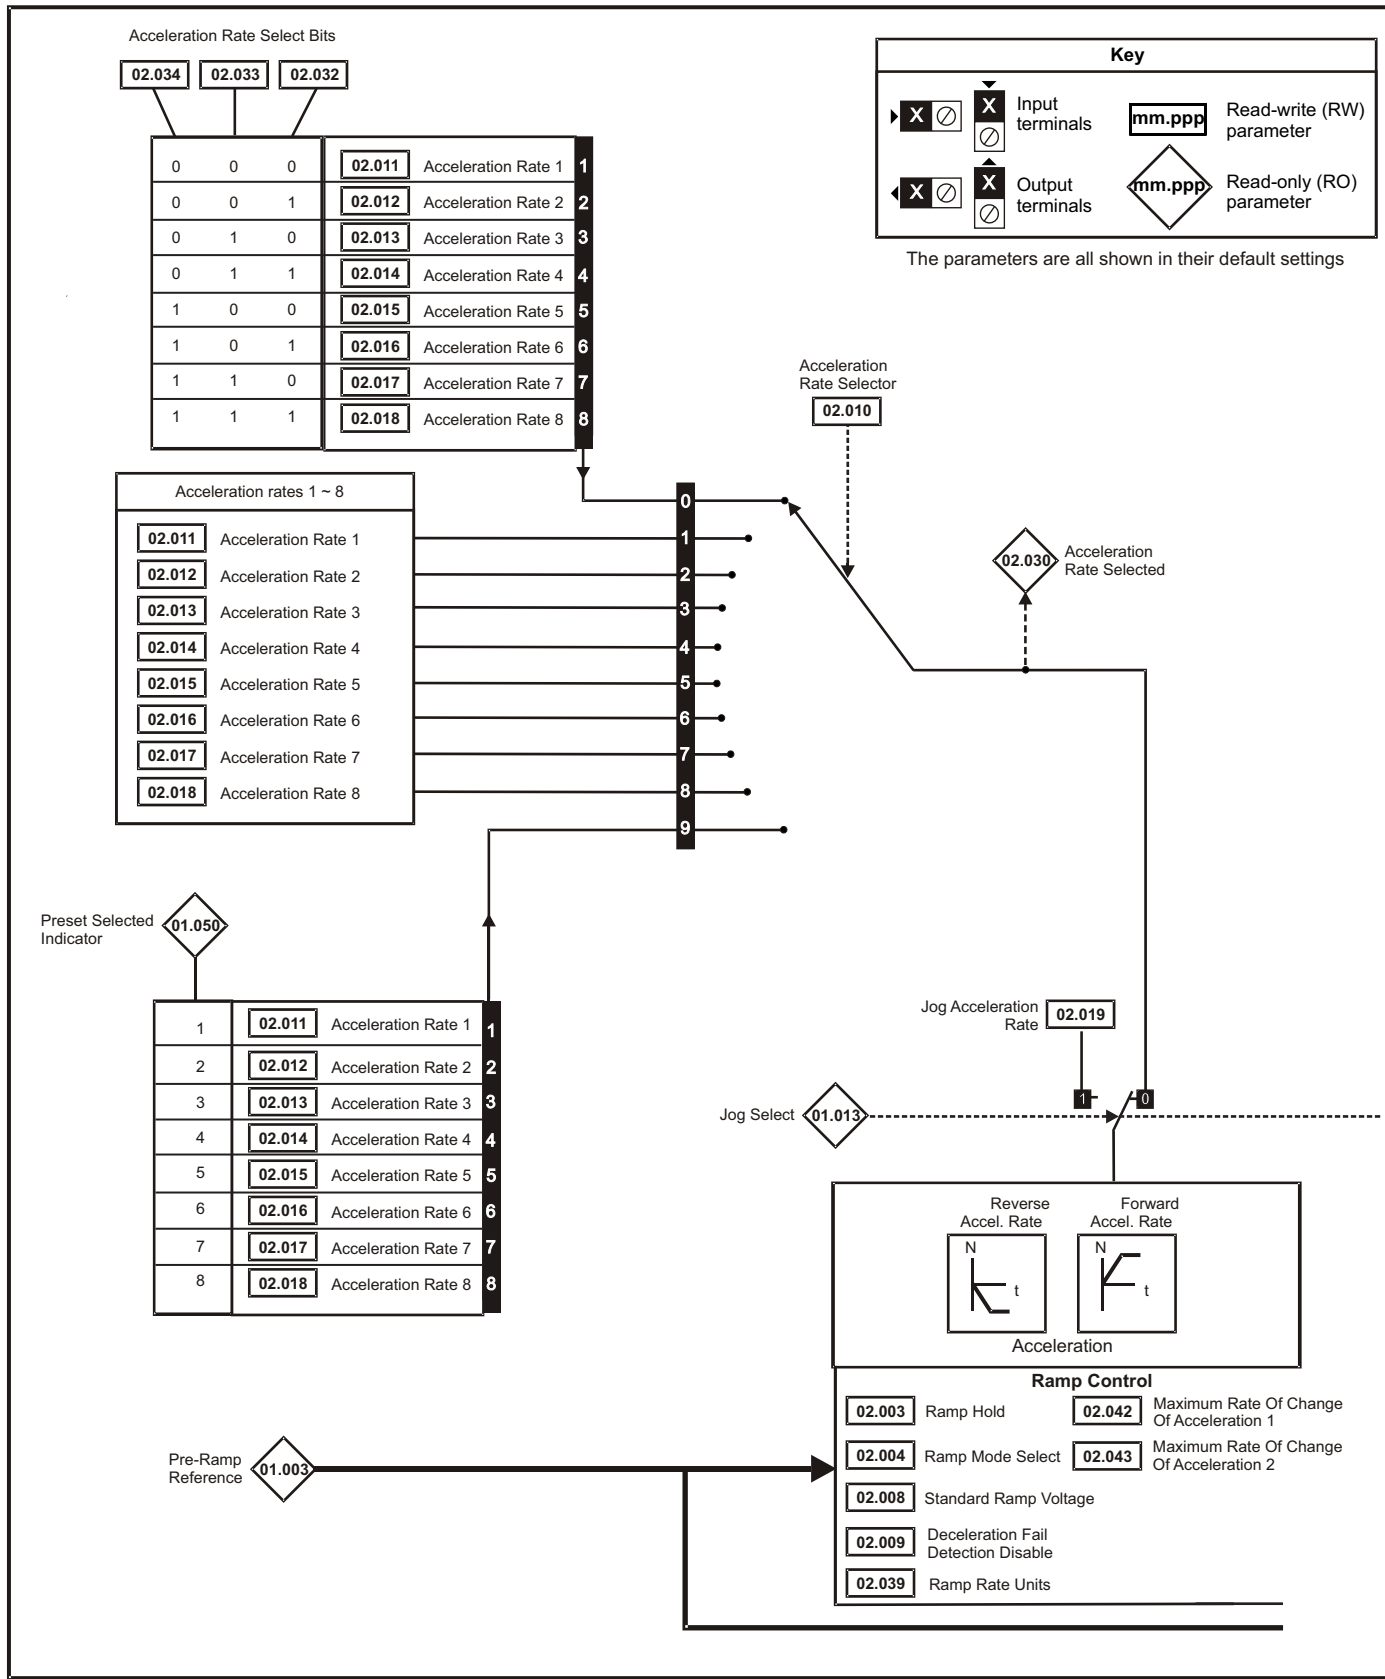 Acceleration Rate Select Bits
02.034 02.033 02.032
0 0 0 02.011 Acceleration Rate 1 1
0 0 1 02.012 Acceleration Rate 2 2
0 1 0 02.013 Acceleration Rate 3 3
0 1 1 02.014 Acceleration Rate 4 4
1 0 0 02.015 Acceleration Rate 5 5
1 0 1 02.016 Acceleration Rate 6 6
1 1 0 02.017 Acceleration Rate 7 7
1 1 1 02.018 Acceleration Rate 8 8
Key
X
X
Input
terminals
mm.ppp
Read-write (RW)
parameter
X
X
Output
terminals
mm.ppp
Read-only (RO)
parameter
The parameters are all shown in their default settings
Acceleration
Rate Selector
02.010
Acceleration rates 1 ~ 8
02.011 Acceleration Rate 1
02.012 Acceleration Rate 2
02.013 Acceleration Rate 3
02.014 Acceleration Rate 4
02.015 Acceleration Rate 5
02.016 Acceleration Rate 6
02.017 Acceleration Rate 7
02.018 Acceleration Rate 8
0
1
2
3
4
5
6
7
8
9
02.030
Acceleration
Rate Selected
Preset Selected
Indicator
01.050
1 02.011 Acceleration Rate 1 1
2 02.012 Acceleration Rate 2 2
3 02.013 Acceleration Rate 3 3
4 02.014 Acceleration Rate 4 4
5 02.015 Acceleration Rate 5 5
6 02.016 Acceleration Rate 6 6
7 02.017 Acceleration Rate 7 7
8 02.018 Acceleration Rate 8 8
Jog Acceleration
Rate
02.019
1 0
Jog Select 01.013
Reverse
Accel. Rate
N
t
Forward
Accel. Rate
N
t
Acceleration
Ramp Control
02.003 Ramp Hold
02.042 Maximum Rate Of Change
Of Acceleration 1
02.004 Ramp Mode Select
02.043 Maximum Rate Of Change
Of Acceleration 2
02.008 Standard Ramp Voltage
02.009 Deceleration Fail
Detection Disable
02.039 Ramp Rate Units
Pre-Ramp
Reference
01.003